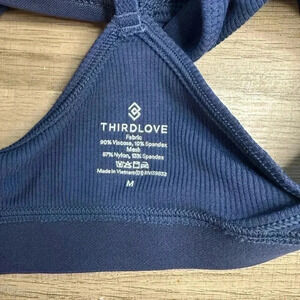 THIRDLOVE
Fabric
90% Viscose, 10% Spandex
Mesh
87% Nylon, 13% Spandex
Made in Vietnam
M